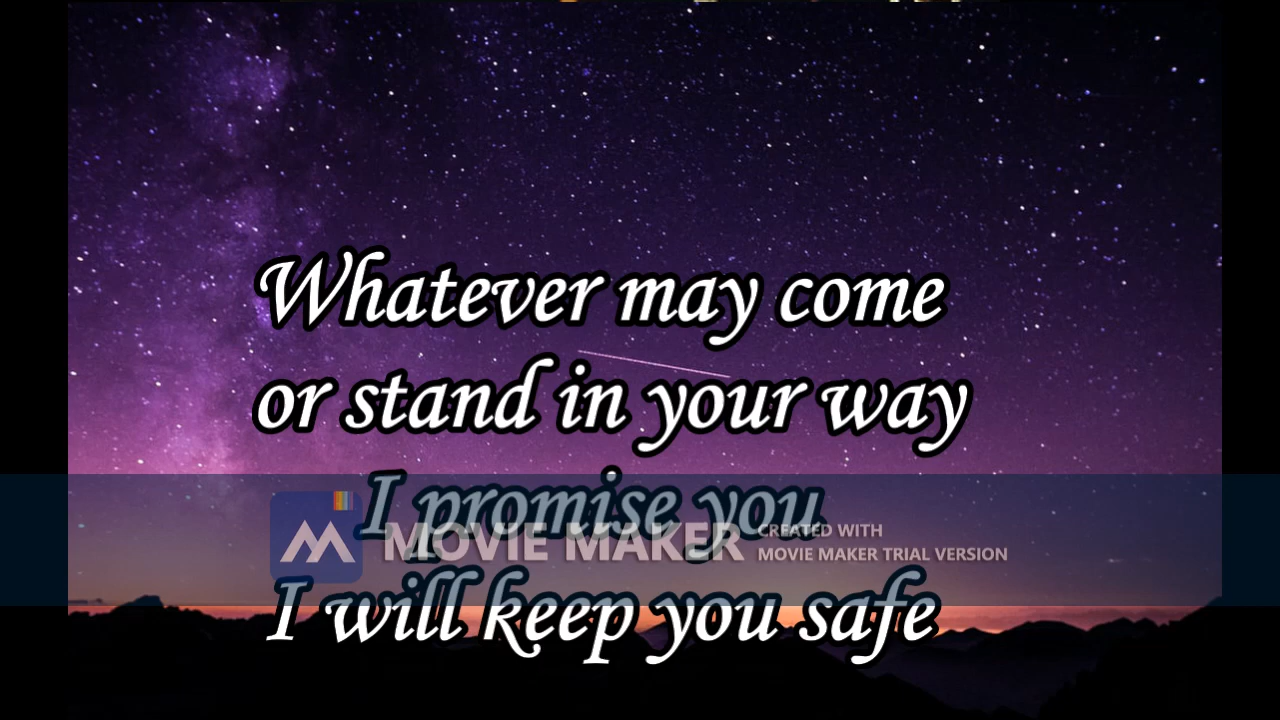 Whatever may come
or stand in your way
I promise you
MOVIE MAKER
CREATED WITH
MOVIE MAKER TRIAL VERSION
I will keep you safe